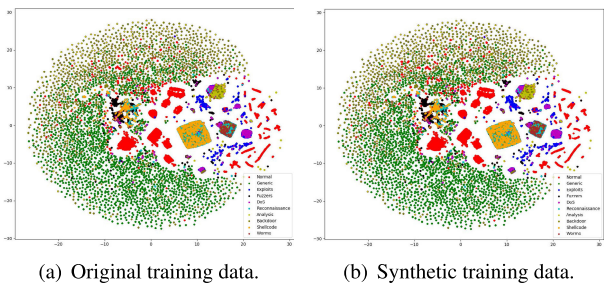 30
20
10
0
−10
−20
−30
−20
−10
0
10
20
30
Normal
Generic
Exploits
Fuzzers
DoS
Reconnaissance
Analysis
Backdoor
Shellcode
Worms
30
20
10
0
−10
−20
−30
−20
−10
0
10
20
30
Normal
Generic
Exploits
Fuzzers
DoS
Reconnaissance
Analysis
Backdoor
Shellcode
Worms
(a) Original training data.
(b) Synthetic training data.